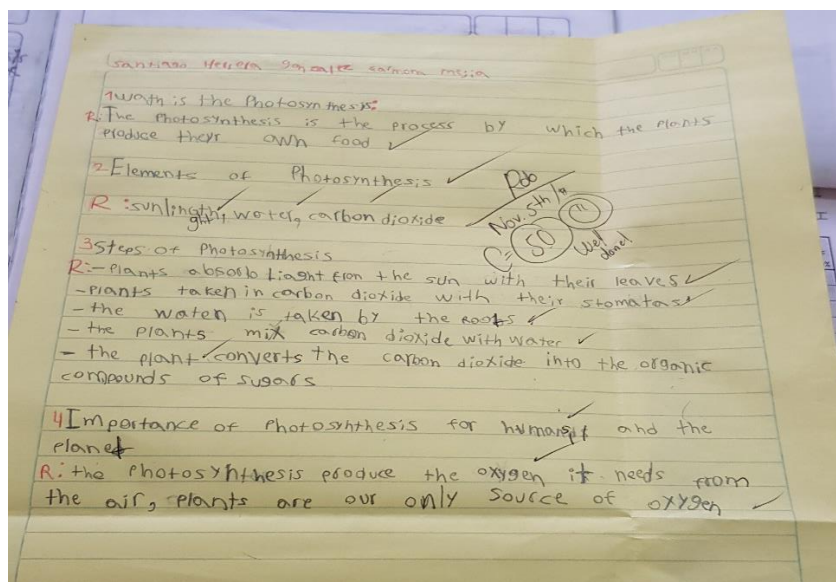 Santiago Herrera Gonzalez
1 wath is the Photosynthesis:
R: The Photosynthesis is the process by which the plants
produce theyr own food
2 Elements of Photosynthesis
R: sunlingth, water, carbon dioxide
ght
Nov. 5th/
C= 50
Well done!
3 Steps of Photosynthesis
R:- Plants absorb Light fron the sun with their leaves
- Plants taken in carbon dioxide with their stomatas
- the water is taken by the roots
- the plants mix carbon dioxide with water
- the plant converts the carbon dioxide into the organic
compounds of sugars
4 Importance of Photosynthesis for humans and the
planet
R: the Photosynthesis produce the oxygen it needs from
the air, plants are our only source of oxygen